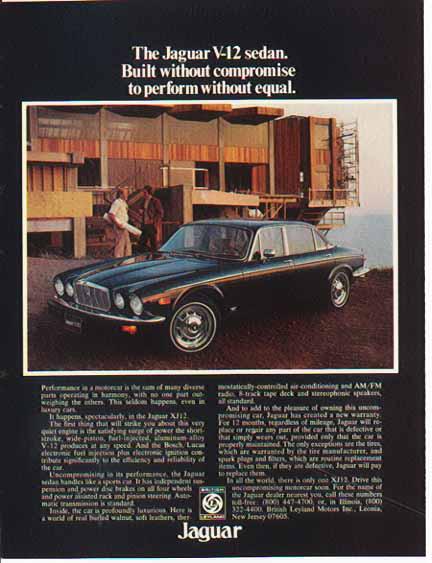 The Jaguar V-12 sedan.
Built without compromise
to perform without equal.
Performance in a motorcar is the sum of many diverse
parts operating in harmony, with no one part out-
weighing the others. This seldom happens, even in
luxury cars.
It happens, spectacularly, in the Jaguar XJ12.
The first thing that will strike you about this very
quiet engine is the satisfying surge of power the short-
stroke, wide-piston, fuel-injected, aluminum-alloy
V-12 produces at any speed. And the Bosch/Lucas
electronic fuel injection plus electronic ignition con-
tribute significantly to the efficiency and reliability of
the car.
Uncompromising in its performance, the Jaguar
sedan handles like a sports car. It has independent sus-
pension and power disc brakes on all four wheels
and power assisted rack and pinion steering. Auto-
matic transmission is standard.
Inside, the car is profoundly luxurious. Here is
a world of real burled walnut, soft leathers, ther-
mostatically-controlled air-conditioning and AM/FM
radio, 8-track tape deck and stereophonic speakers,
all standard.
And to add to the pleasure of owning this uncom-
promising car, Jaguar has created a new warranty.
For 12 months, regardless of mileage, Jaguar will re-
place or repair any part of the car that is defective or
that simply wears out, provided only that the car is
properly maintained. The only exceptions are the tires,
which are warranted by the tire manufacturer, and
spark plugs and filters, which are routine replacement
items. Even then, if they are defective, Jaguar will pay
to replace them.
In all the world, there is only one XJ12. Drive this
uncompromising motorcar soon. For the name of
the Jaguar dealer nearest you, call these numbers
toll-free: (800) 447-4700, or, in Illinois, (800)
322-4400. British Leyland Motors Inc., Leonia,
New Jersey 07605.
BRITISH
LEYLAND
Jaguar